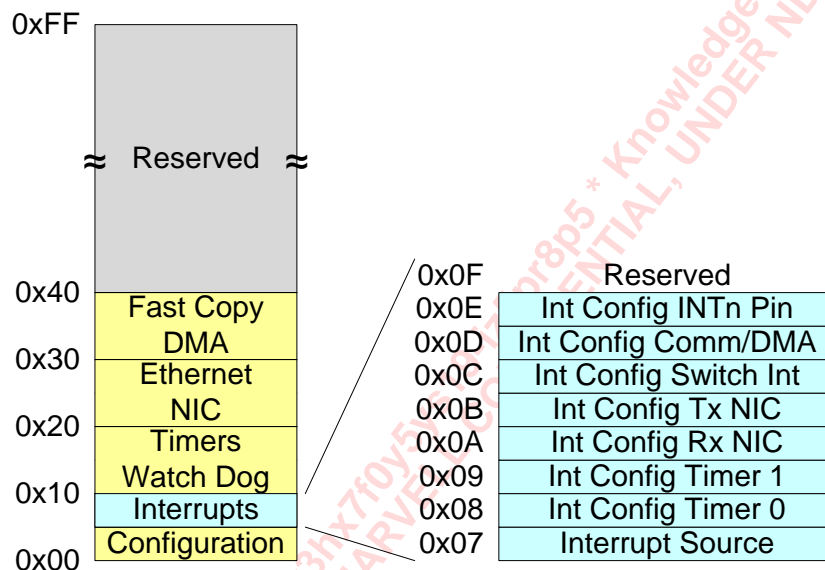 0xFF
≈ Reserved ≈
0x40
Fast Copy
DMA
0x30
Ethernet
NIC
0x20
Timers
Watch Dog
0x10
Interrupts
Configuration
0x00
0x0F Reserved
0x0E Int Config INTn Pin
0x0D Int Config Comm/DMA
0x0C Int Config Switch Int
0x0B Int Config Tx NIC
0x0A Int Config Rx NIC
0x09 Int Config Timer 1
0x08 Int Config Timer 0
0x07 Interrupt Source